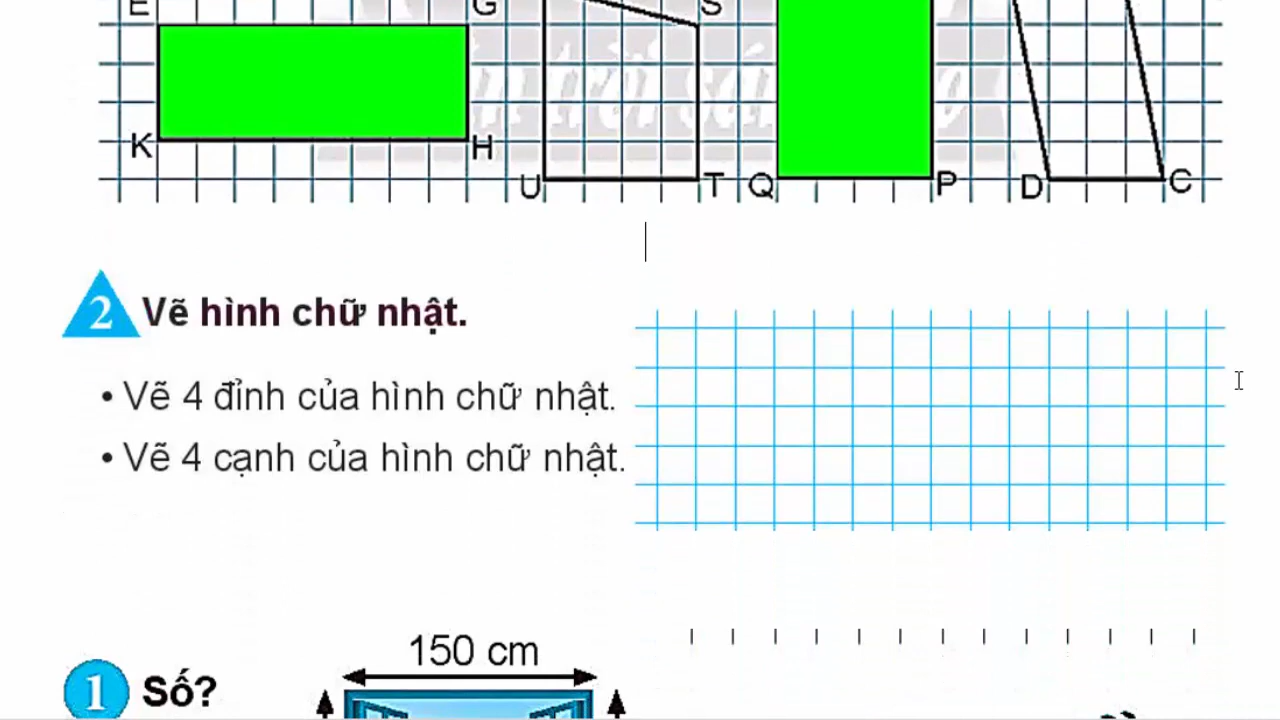 E G S
K H
U T Q P D C
2 Vẽ hình chữ nhật.
• Vẽ 4 đỉnh của hình chữ nhật.
• Vẽ 4 cạnh của hình chữ nhật.
150 cm
1 Số?